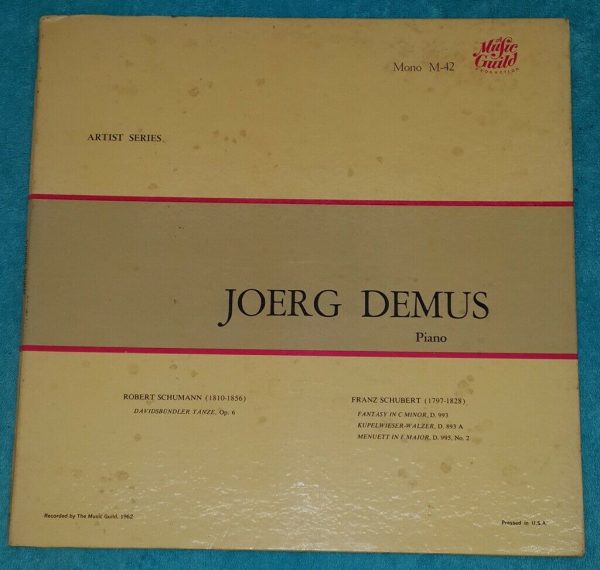 Mono M-42
A
Music
Guild
PRODUCTION
ARTIST SERIES
JOERG DEMUS
Piano
ROBERT SCHUMANN (1810-1856)
DAVIDSBÜNDLER TÄNZE, Op. 6
FRANZ SCHUBERT (1797-1828)
FANTASY IN C MINOR, D. 993
KUPELWIESER-WALZER, D. 893 A
MENUETT IN E MAJOR, D. 995, No. 2
Recorded by The Music Guild, 1962
Pressed in U.S.A.